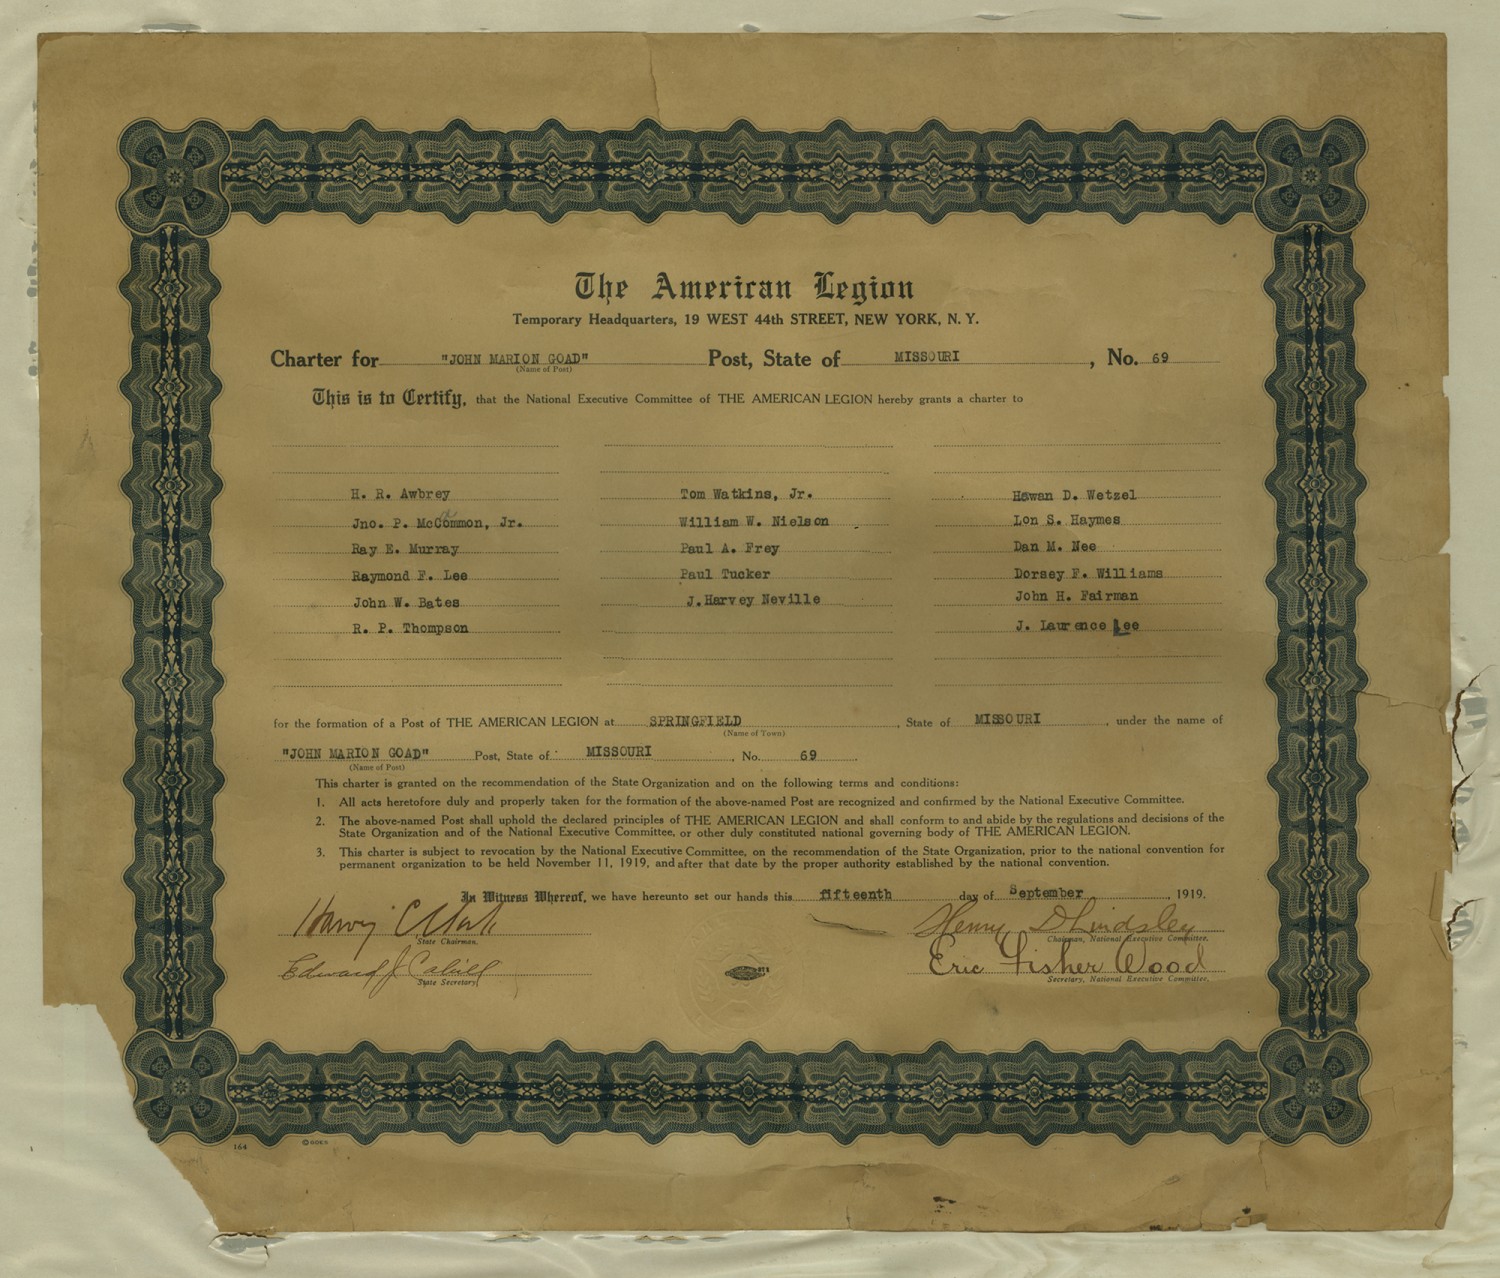 The American Legion
Temporary Headquarters, 19 WEST 44th STREET, NEW YORK, N. Y.
Charter for "JOHN MARION GOAD" Post, State of MISSOURI , No. 69
(Name of Post)
This is to Certify, that the National Executive Committee of THE AMERICAN LEGION hereby grants a charter to
H. R. Awbrey Tom Watkins, Jr. Hawan D. Wetzel
Jno. P. McCommon, Jr. William W. Nielson Lon S. Haymes
Ray E. Murray Paul A. Frey Dan M. Nee
Raymond F. Lee Paul Tucker Dorsey F. Williams
John W. Bates J. Harvey Neville John H. Fairman
R. P. Thompson J. Laurence Lee
for the formation of a Post of THE AMERICAN LEGION at SPRINGFIELD , State of MISSOURI , under the name of
(Name of Town)
"JOHN MARION GOAD" Post, State of MISSOURI , No. 69
(Name of Post)
This charter is granted on the recommendation of the State Organization and on the following terms and conditions:
1. All acts heretofore duly and properly taken for the formation of the above-named Post are recognized and confirmed by the National Executive Committee.
2. The above-named Post shall uphold the declared principles of THE AMERICAN LEGION and shall conform to and abide by the regulations and decisions of the
State Organization and of the National Executive Committee, or other duly constituted national governing body of THE AMERICAN LEGION.
3. This charter is subject to revocation by the National Executive Committee, on the recommendation of the State Organization, prior to the national convention for
permanent organization to be held November 11, 1919, and after that date by the proper authority established by the national convention.
In Witness Whereof, we have hereunto set our hands this fifteenth day of September , 1919.
Harvey C Clark Henry D Lindsley
State Chairman. Chairman, National Executive Committee.
Edward J Cahill Eric Fisher Wood
State Secretary. Secretary, National Executive Committee.
164 ©GOES